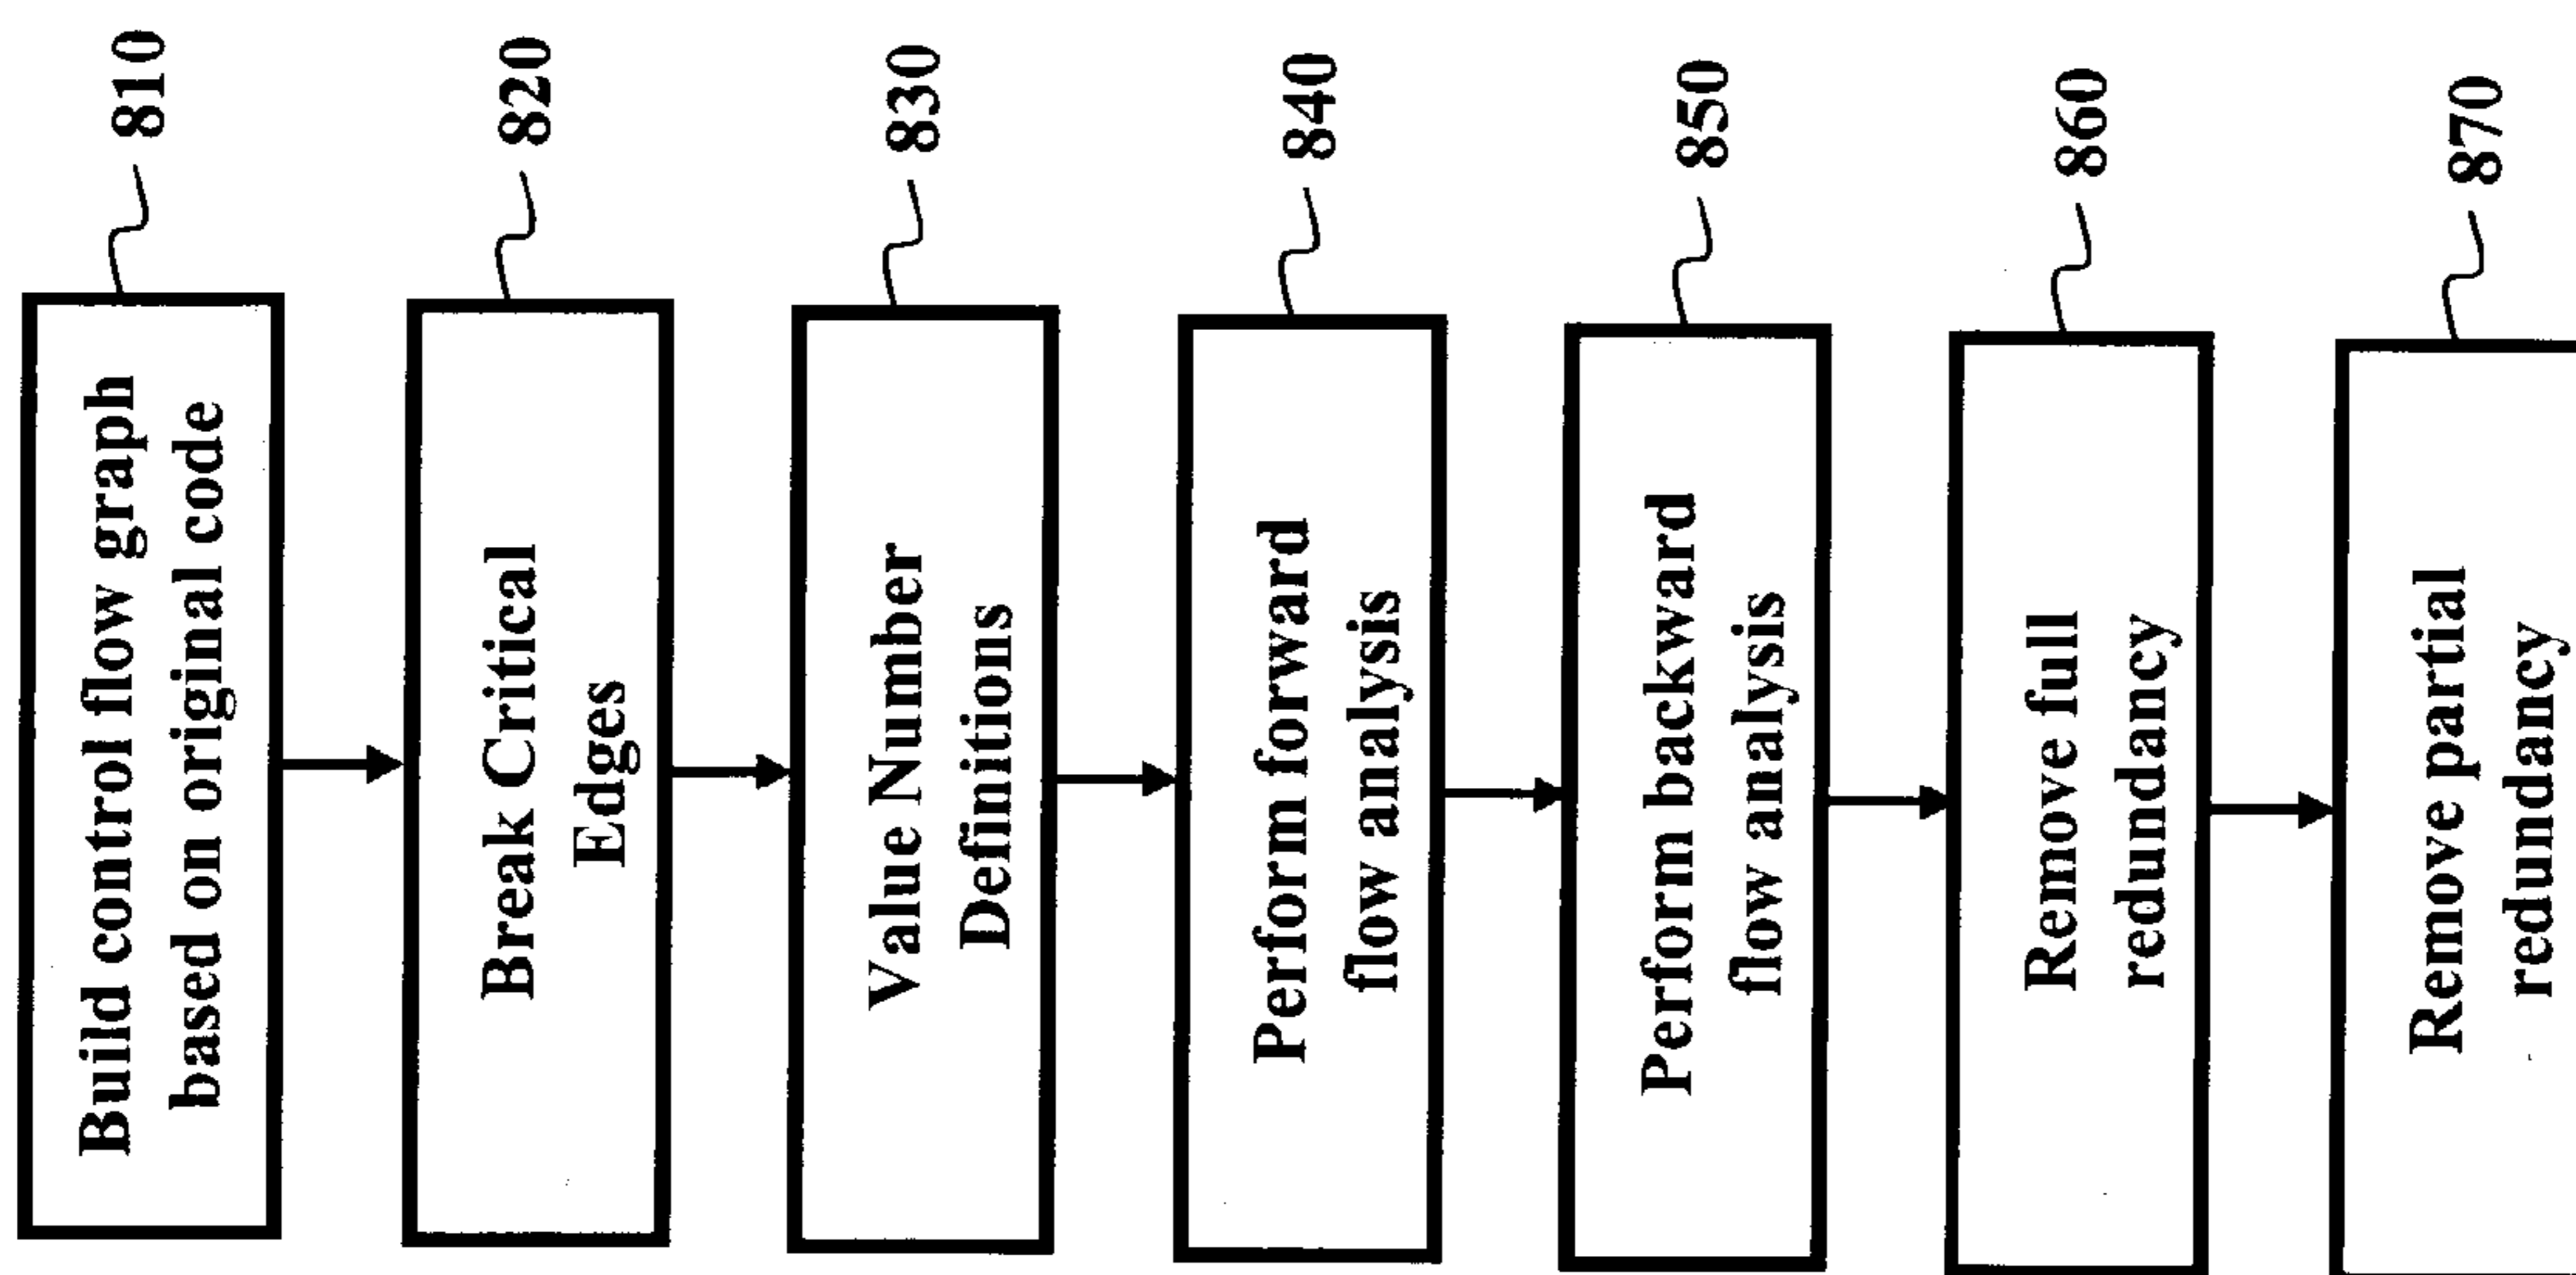 Build control flow graph
based on original code
810
Break Critical
Edges
820
Value Number
Definitions
830
Perform forward
flow analysis
840
Perform backward
flow analysis
850
Remove full
redundancy
860
Remove partial
redundancy
870